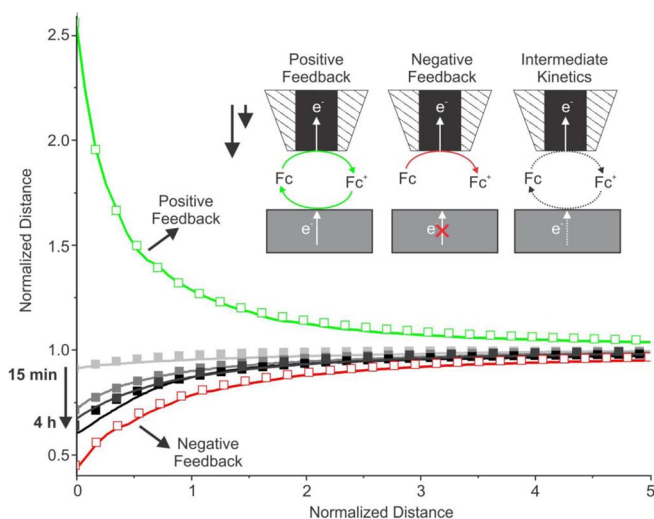 2.5
2.0
1.5
1.0
0.5
Normalized Distance
Positive
Feedback
Negative
Feedback
Intermediate
Kinetics
e⁻
e⁻
e⁻
Fc
Fc⁺
Fc
Fc⁺
Fc
Fc⁺
e⁻
e
e⁻
Positive
Feedback
15 min
4 h
Negative
Feedback
0
1
2
3
4
5
Normalized Distance